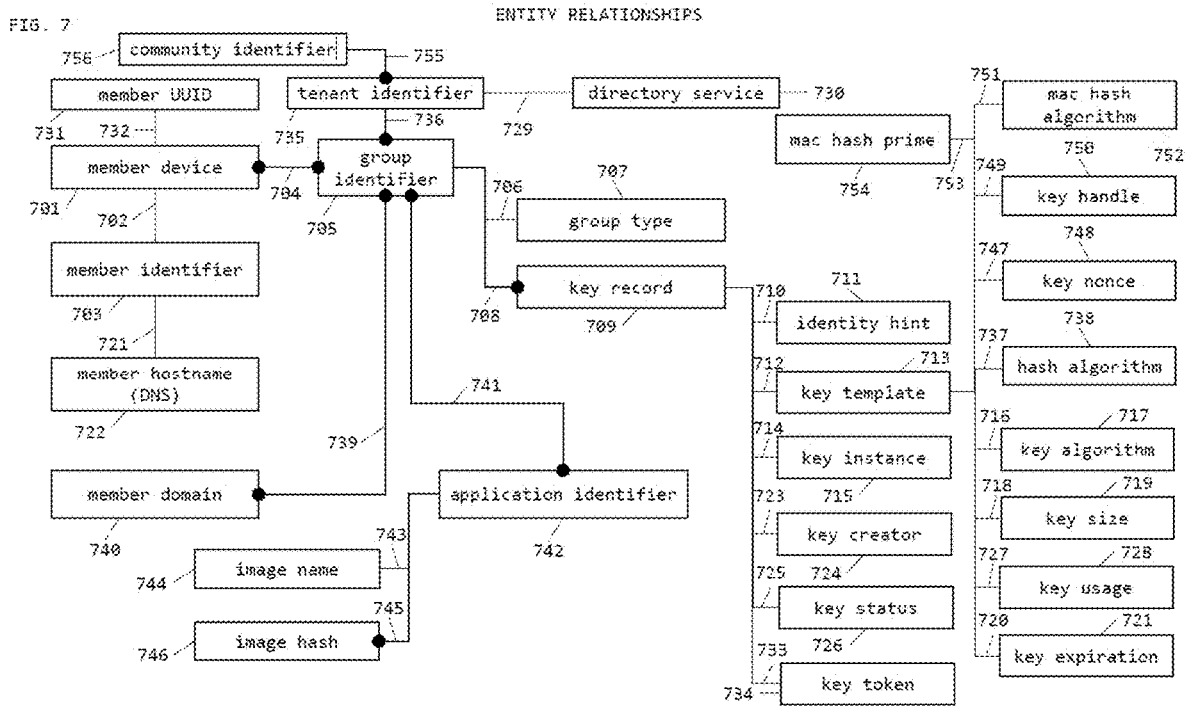 ENTITY RELATIONSHIPS
FIG. 7
community identifier
756
755
751
member UUID
tenant identifier
directory service
730
mac hash
algorithm
731
732
735
736
729
mac hash prime
752
member device
group
identifier
704
754
753
750
749
key handle
701
702
705
706
707
group type
748
member identifier
747
key nonce
703
key record
708
709
710
711
identity hint
738
737
hash algorithm
721
member hostname
(DNS)
712
713
key template
722
741
739
714
key instance
715
716
717
key algorithm
member domain
740
application identifier
742
718
719
key size
723
key creator
724
743
image name
744
727
728
key usage
725
key status
726
745
image hash
746
720
721
key expiration
733
734
key token